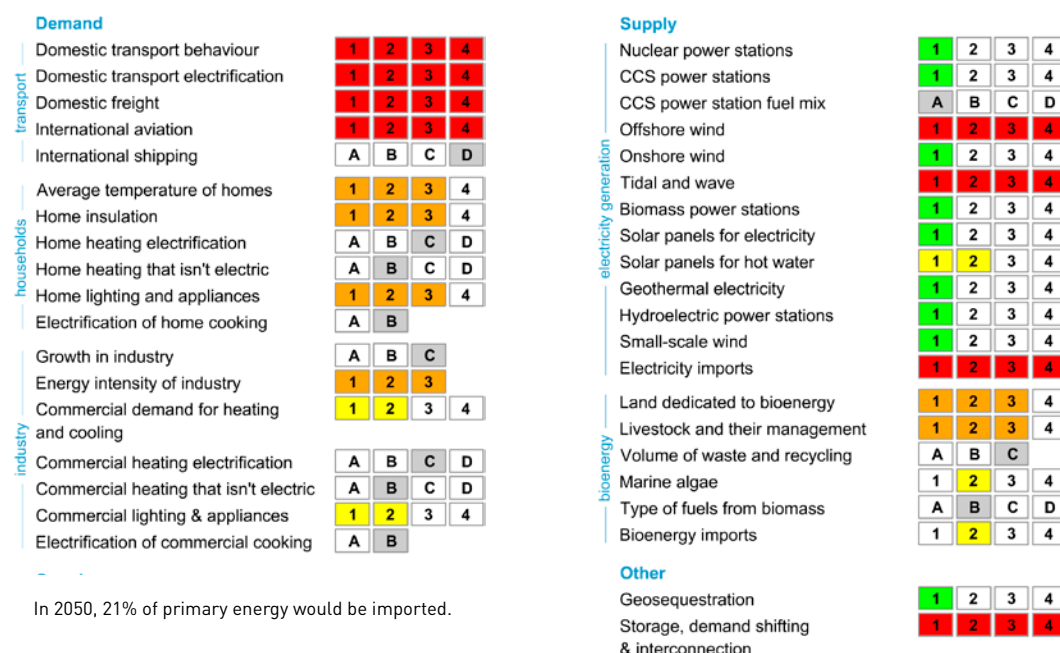 Demand
transport
Domestic transport behaviour 1 2 3 4
Domestic transport electrification 1 2 3 4
Domestic freight 1 2 3 4
International aviation 1 2 3 4
International shipping A B C D
households
Average temperature of homes 1 2 3 4
Home insulation 1 2 3 4
Home heating electrification A B C D
Home heating that isn't electric A B C D
Home lighting and appliances 1 2 3 4
Electrification of home cooking A B
industry
Growth in industry A B C
Energy intensity of industry 1 2 3
Commercial demand for heating 1 2 3 4
and cooling
Commercial heating electrification A B C D
Commercial heating that isn't electric A B C D
Commercial lighting & appliances 1 2 3 4
Electrification of commercial cooking A B
In 2050, 21% of primary energy would be imported.
Supply
electricity generation
Nuclear power stations 1 2 3 4
CCS power stations 1 2 3 4
CCS power station fuel mix A B C D
Offshore wind 1 2 3 4
Onshore wind 1 2 3 4
Tidal and wave 1 2 3 4
Biomass power stations 1 2 3 4
Solar panels for electricity 1 2 3 4
Solar panels for hot water 1 2 3 4
Geothermal electricity 1 2 3 4
Hydroelectric power stations 1 2 3 4
Small-scale wind 1 2 3 4
Electricity imports 1 2 3 4
bioenergy
Land dedicated to bioenergy 1 2 3 4
Livestock and their management 1 2 3 4
Volume of waste and recycling A B C
Marine algae 1 2 3 4
Type of fuels from biomass A B C D
Bioenergy imports 1 2 3 4
Other
Geosequestration 1 2 3 4
Storage, demand shifting 1 2 3 4
& interconnection